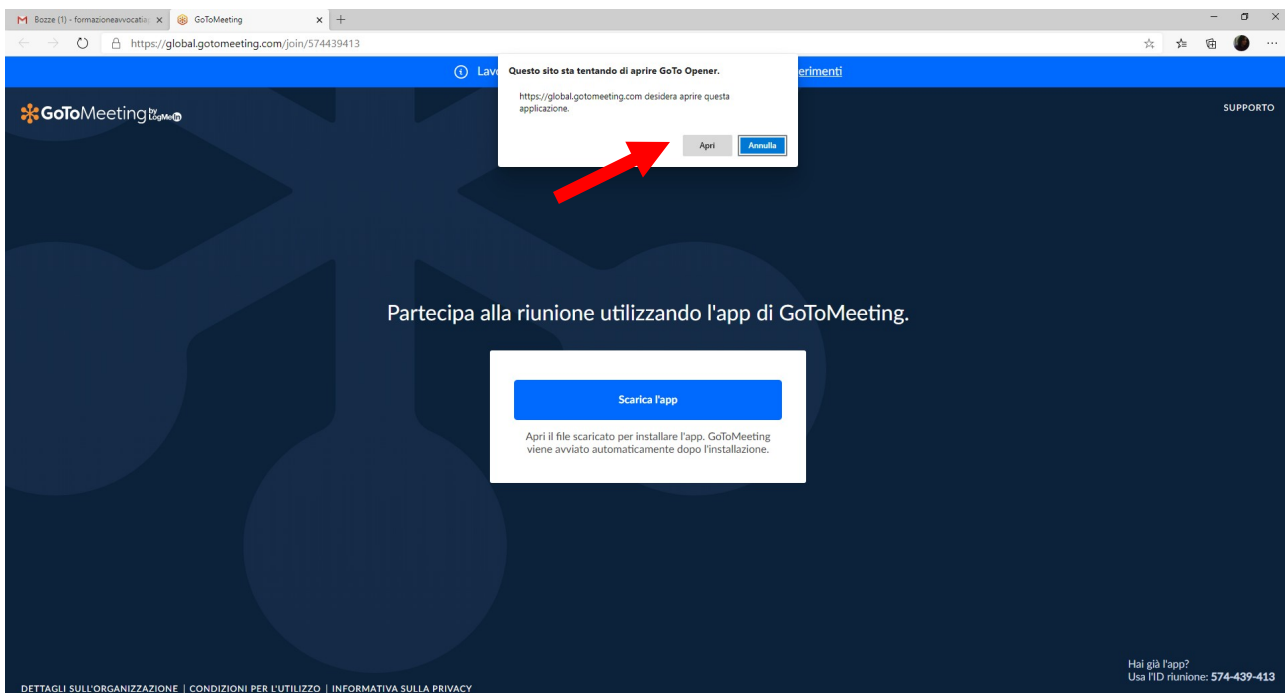 Bozze (1) - formazioneavvocatia
GoToMeeting
https://global.gotomeeting.com/join/574439413
Questo sito sta tentando di aprire GoTo Opener.
https://global.gotomeeting.com desidera aprire questa
applicazione.
Apri
Annulla
GoToMeeting by LogMeIn
SUPPORTO
Partecipa alla riunione utilizzando l'app di GoToMeeting.
Scarica l'app
Apri il file scaricato per installare l'app. GoToMeeting
viene avviato automaticamente dopo l'installazione.
Hai già l'app?
Usa l'ID riunione: 574-439-413
DETTAGLI SULL'ORGANIZZAZIONE | CONDIZIONI PER L'UTILIZZO | INFORMATIVA SULLA PRIVACY